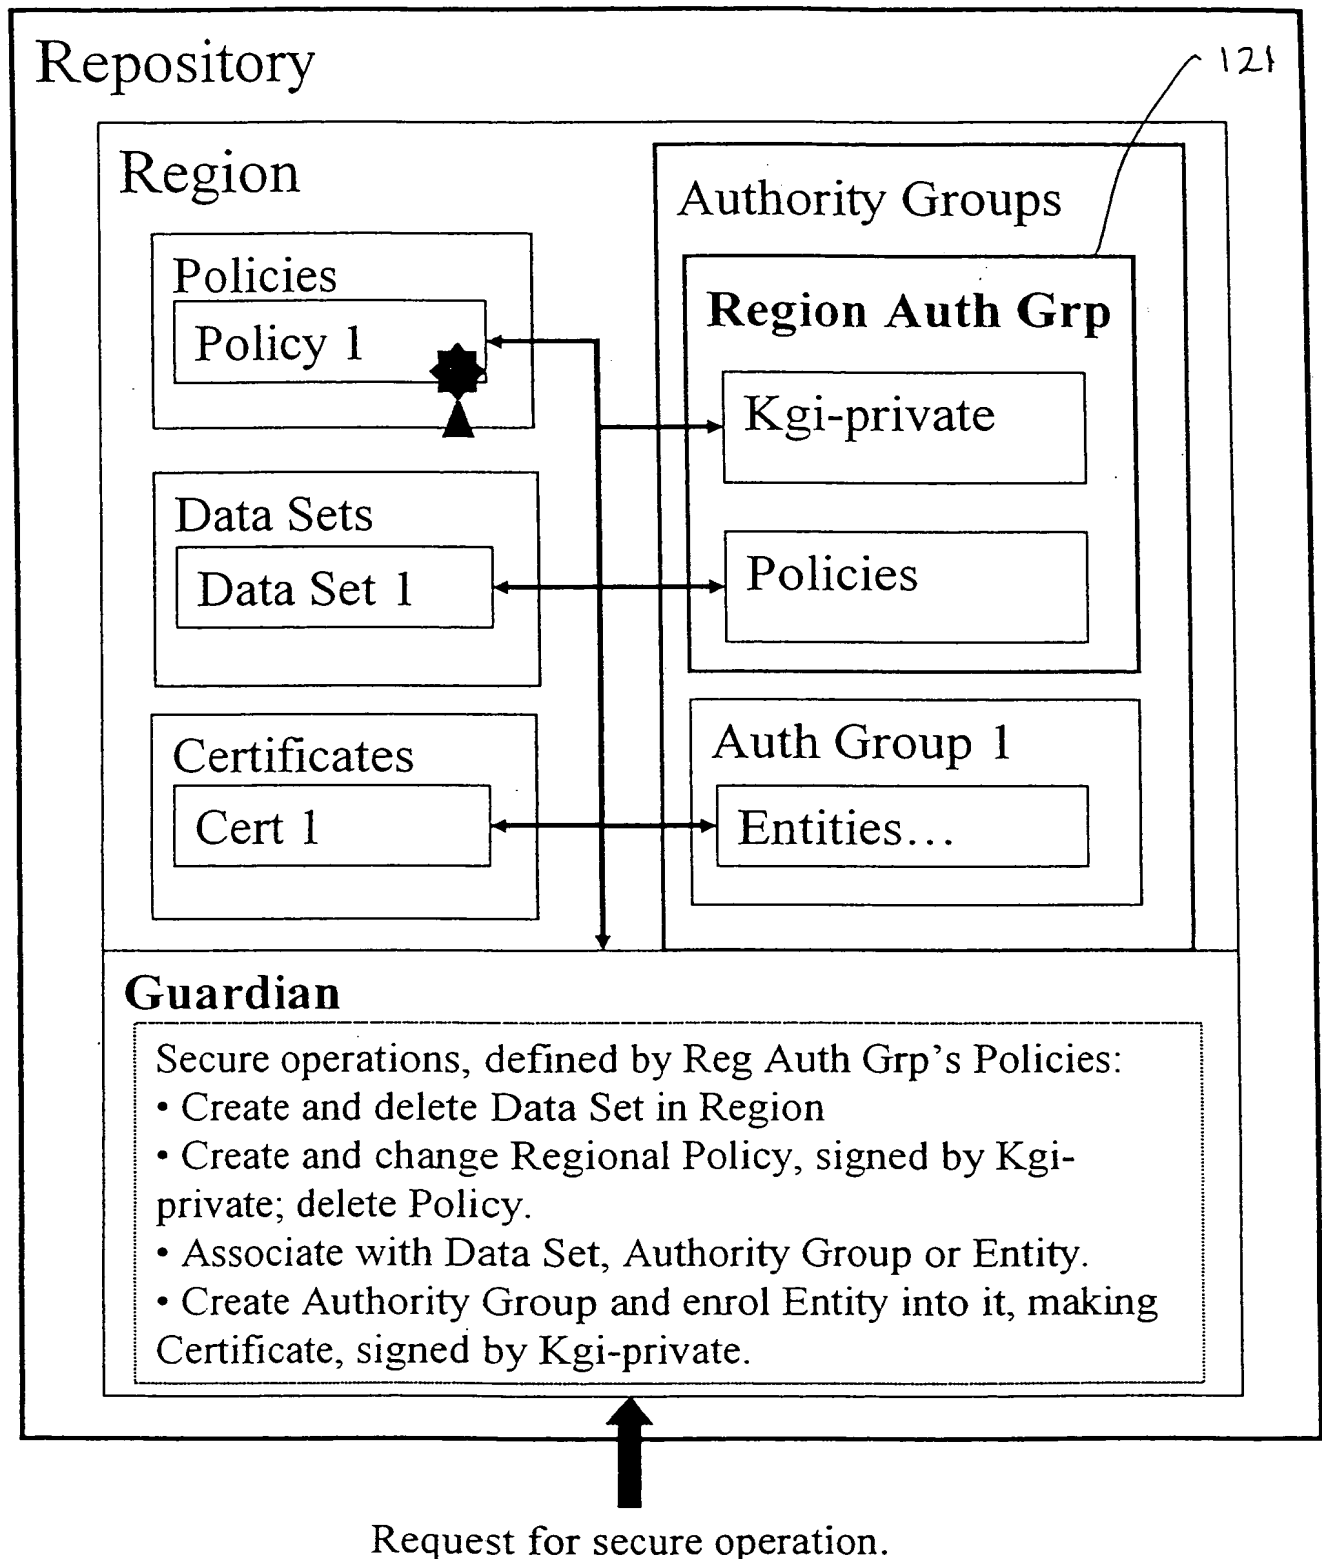 Repository
121
Region
Authority Groups
Policies
Policy 1
Region Auth Grp
Kgi-private
Data Sets
Data Set 1
Policies
Certificates
Cert 1
Auth Group 1
Entities...
Guardian
Secure operations, defined by Reg Auth Grp's Policies:
• Create and delete Data Set in Region
• Create and change Regional Policy, signed by Kgi-
private; delete Policy.
• Associate with Data Set, Authority Group or Entity.
• Create Authority Group and enrol Entity into it, making
Certificate, signed by Kgi-private.
Request for secure operation.